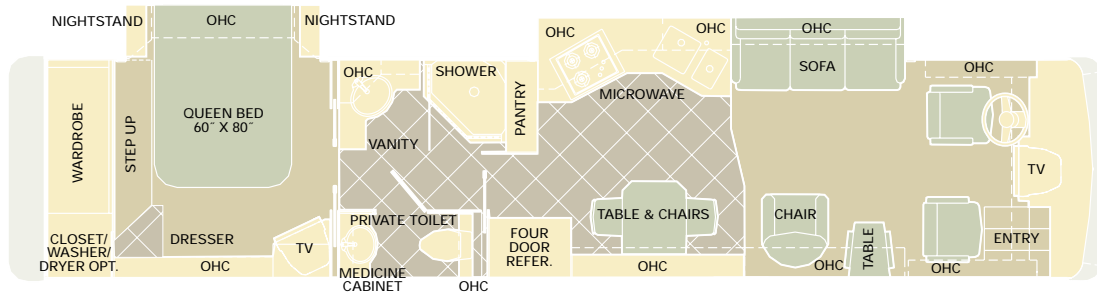 NIGHTSTAND
OHC
NIGHTSTAND
WARDROBE
STEP UP
QUEEN BED
60˝ X 80˝
CLOSET/
WASHER/
DRYER OPT.
DRESSER
OHC
TV
OHC
VANITY
SHOWER
PANTRY
PRIVATE TOILET
MEDICINE
CABINET
OHC
OHC
OHC
MICROWAVE
FOUR
DOOR
REFER.
TABLE & CHAIRS
OHC
OHC
SOFA
OHC
CHAIR
TABLE
OHC
TV
ENTRY
OHC